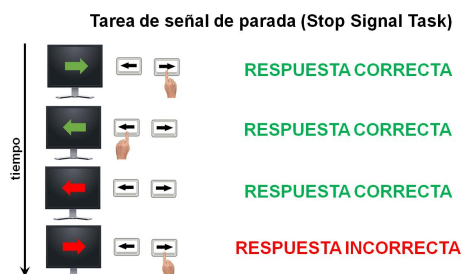 Tarea de señal de parada (Stop Signal Task)
RESPUESTA CORRECTA
RESPUESTA CORRECTA
RESPUESTA CORRECTA
RESPUESTA INCORRECTA
tiempo